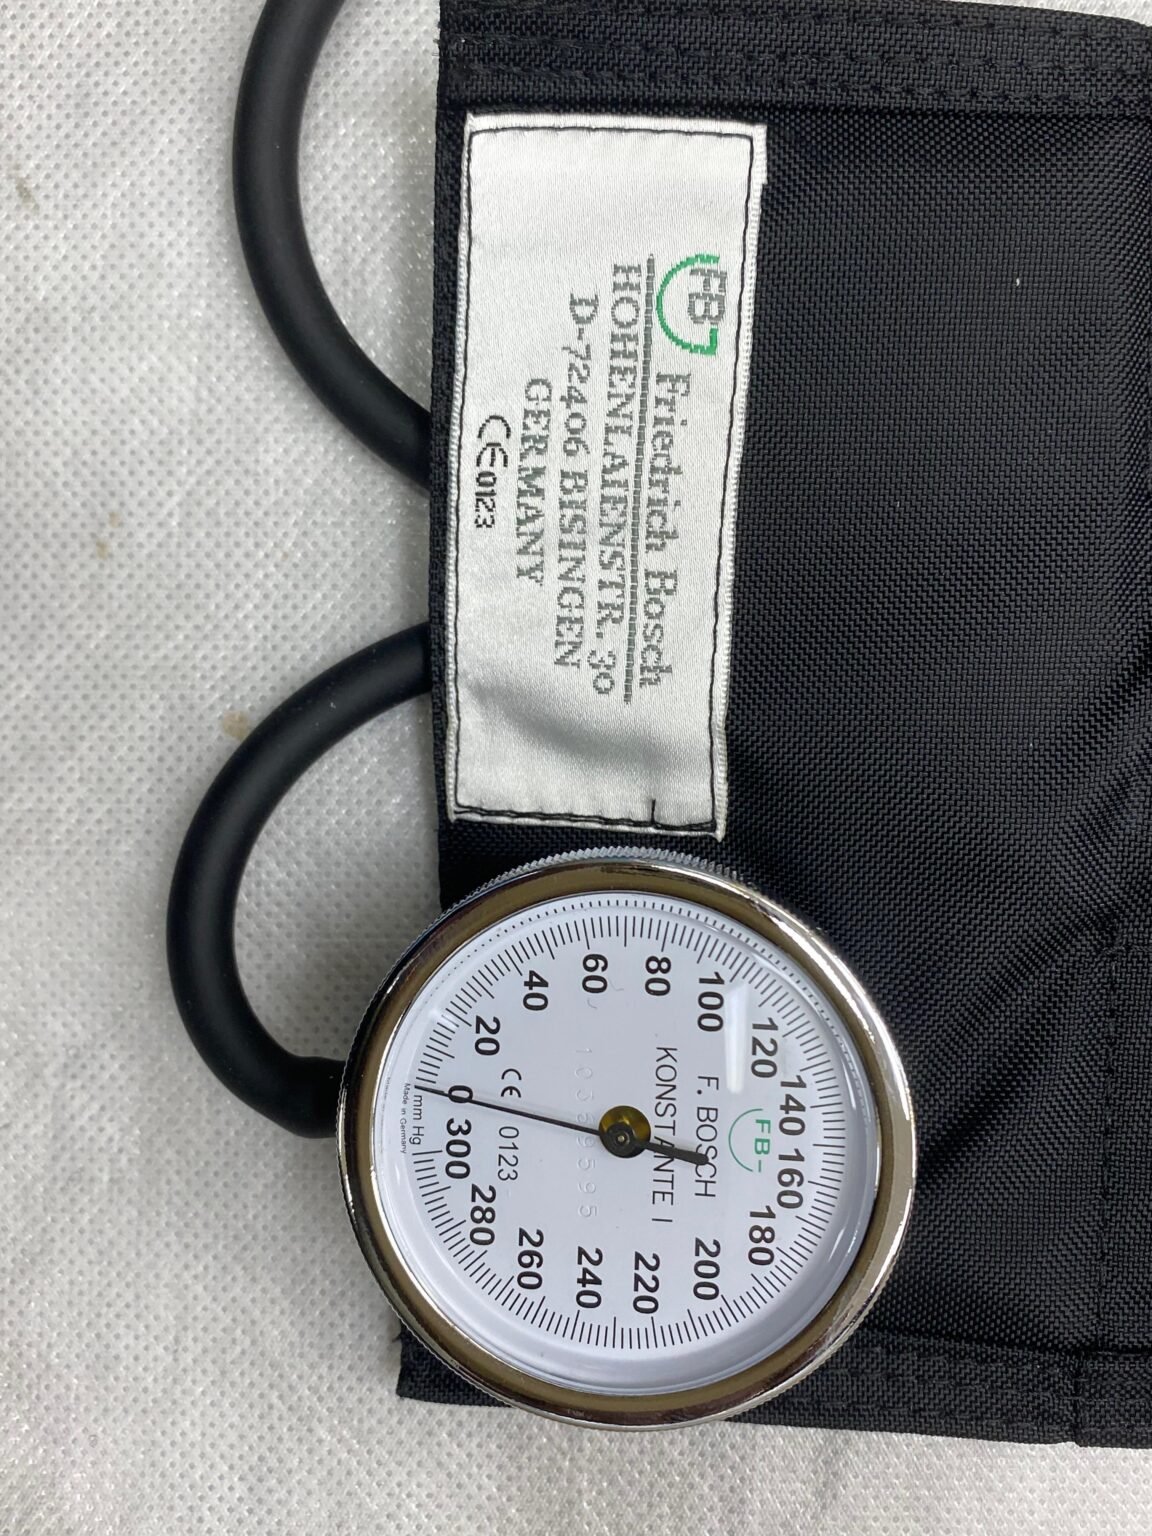 FB
Friedrich Bosch
HOHENLAIENSTR. 30
D-72406 BISINGEN
GERMANY
CE 0123
FB
F. BOSCH
KONSTANTE I
CE 0123
0
20
40
60
80
100
120
140
160
180
200
220
240
260
280
300
mm Hg
Made in Germany